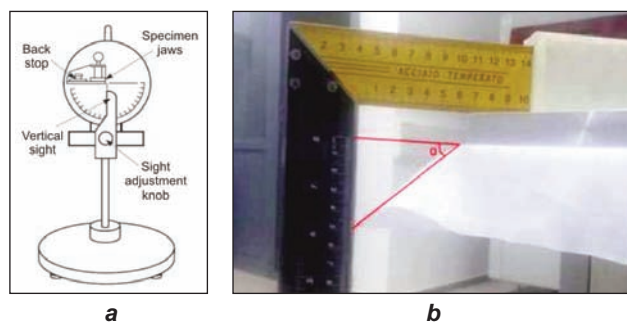 Back
stop
Specimen
jaws
Vertical
sight
Sight
adjustment
knob
a
2 3 4 5 6 7 8 9 10 11 12 13 14
ACCIAIO TEMPERATO
1 2 3 4 5 6 7 8 9 10
α
b